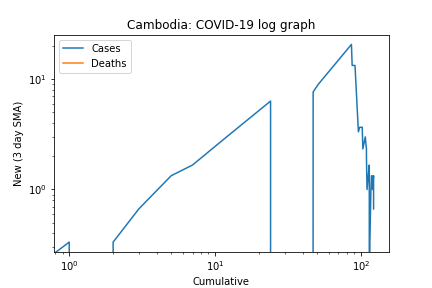 Cambodia: COVID-19 log graph
Cases
Deaths
New (3 day SMA)
10¹
10⁰
10⁰ 10¹ 10²
Cumulative